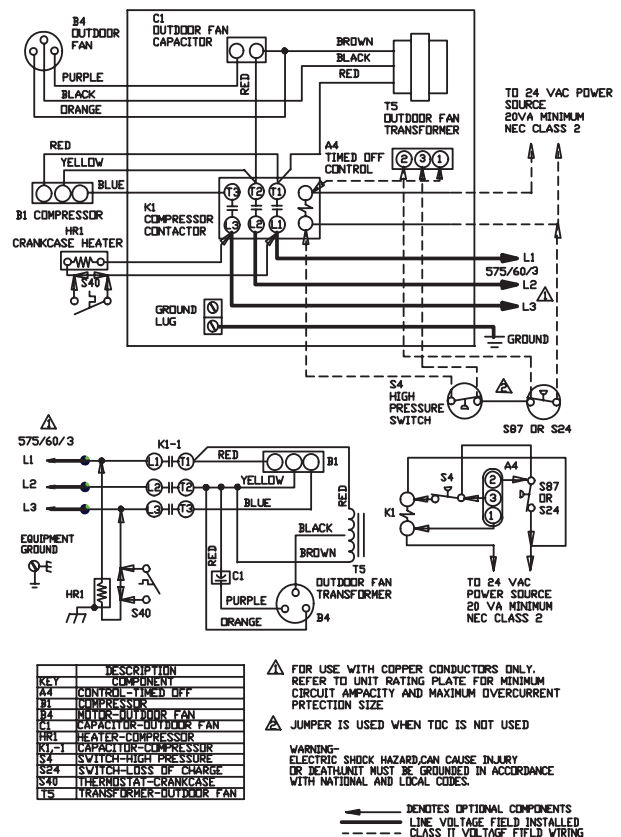 B4
OUTDOOR
FAN
C1
OUTDOOR FAN
CAPACITOR
BROWN
BLACK
RED
PURPLE
BLACK
ORANGE
RED
T5
OUTDOOR FAN
TRANSFORMER
TO 24 VAC POWER
SOURCE
20VA MINIMUM
NEC CLASS 2
RED
YELLOW
BLUE
A4
TIMED OFF
CONTROL
2 3 1
B1 COMPRESSOR
K1
COMPRESSOR
CONTACTOR
T3 T2 T1
L3 L2 L1
HR1
CRANKCASE HEATER
S40
L1
575/60/3
L2
L3
1
GROUND
LUG
GROUND
S4
HIGH
PRESSURE
SWITCH
2
S87 OR S24
1
575/60/3
L1
L2
L3
K1-1
L1 T1
L2 T2
L3 T3
RED
YELLOW
BLUE
B1
RED
BLACK
BROWN
RED
C1
PURPLE
ORANGE
B4
T5
OUTDOOR FAN
TRANSFORMER
EQUIPMENT
GROUND
HR1
S40
K1
S4
A4
2
3
1
S87
OR
S24
TO 24 VAC
POWER SOURCE
20 VA MINIMUM
NEC CLASS 2
DESCRIPTION
KEY COMPONENT
A4 CONTROL-TIMED OFF
B1 COMPRESSOR
B4 MOTOR-OUTDOOR FAN
C1 CAPACITOR-OUTDOOR FAN
HR1 HEATER-COMPRESSOR
K1,-1 CAPACITOR-COMPRESSOR
S4 SWITCH-HIGH PRESSURE
S24 SWITCH-LOSS OF CHARGE
S40 THERMOSTAT-CRANKCASE
T5 TRANSFORMER-OUTDOOR FAN
1 FOR USE WITH COPPER CONDUCTORS ONLY.
REFER TO UNIT RATING PLATE FOR MINIMUM
CIRCUIT AMPACITY AND MAXIMUM OVERCURRENT
PRTECTION SIZE
2 JUMPER IS USED WHEN TOC IS NOT USED
WARNING-
ELECTRIC SHOCK HAZARD,CAN CAUSE INJURY
OR DEATH.UNIT MUST BE GROUNDED IN ACCORDANCE
WITH NATIONAL AND LOCAL CODES.
DENOTES OPTIONAL COMPONENTS
LINE VOLTAGE FIELD INSTALLED
CLASS II VOLTAGE FIELD WIRING